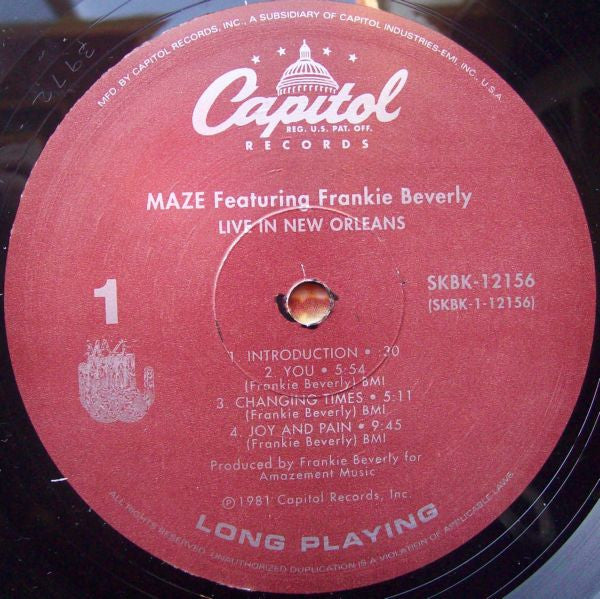 MFD. BY CAPITOL RECORDS, INC., A SUBSIDIARY OF CAPITOL INDUSTRIES-EMI, INC., U.S.A.
Capitol
REG. U.S. PAT. OFF.
RECORDS
MAZE Featuring Frankie Beverly
LIVE IN NEW ORLEANS
1
SKBK-12156
(SKBK-1-12156)
MAZE
1. INTRODUCTION • :30
2. YOU • 5:54
(Frankie Beverly) BMI
3. CHANGING TIMES • 5:11
(Frankie Beverly) BMI
4. JOY AND PAIN • 9:45
(Frankie Beverly) BMI
Produced by Frankie Beverly for
Amazement Music
℗1981 Capitol Records, Inc.
LONG PLAYING
ALL RIGHTS RESERVED. UNAUTHORIZED DUPLICATION IS A VIOLATION OF APPLICABLE LAWS.